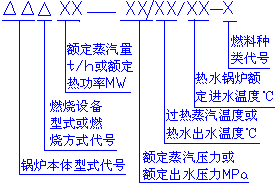 △△△XX——XX/XX/XX-X
额定蒸汽量
t/h或额定
热功率MW
燃料种
类代号
热水锅炉额
定进水温度℃
燃烧设备
型式或燃
烧方式代号
过热蒸汽温度或
热水出水温度℃
锅炉本体型式代号
额定蒸汽压力或
额定出水压力MPa